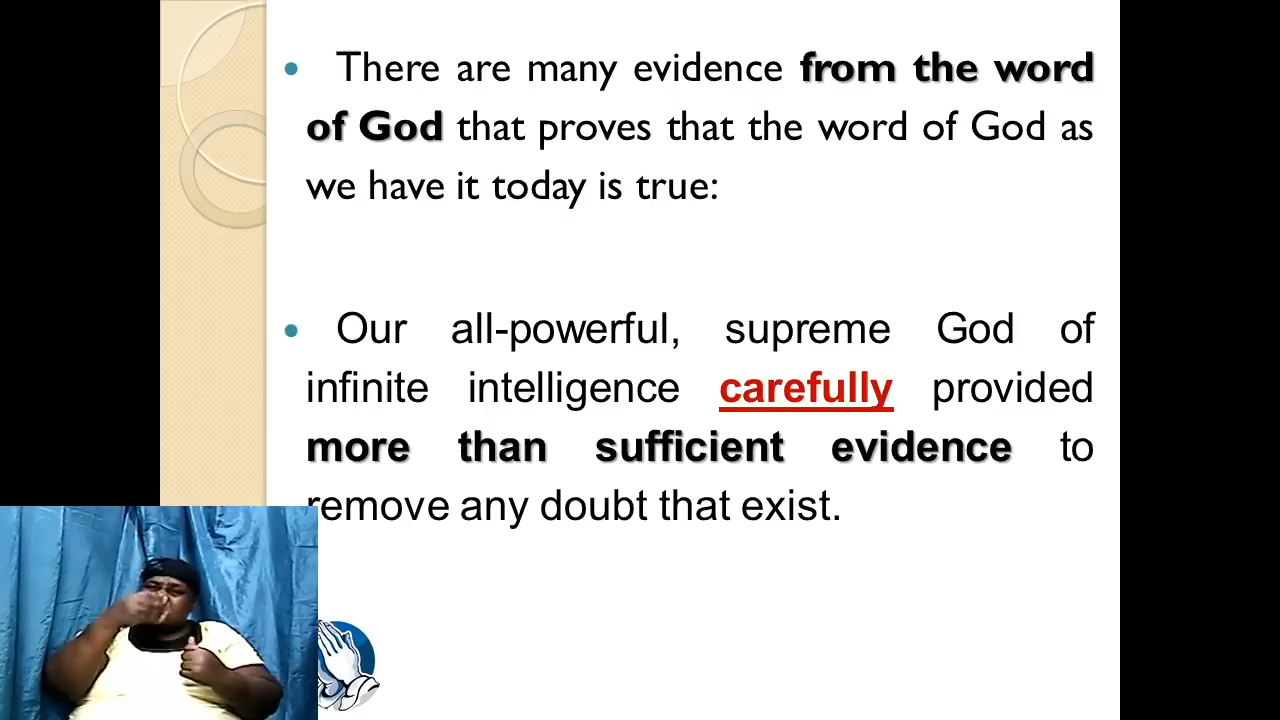 There are many evidence from the word
of God that proves that the word of God as
we have it today is true:
Our all-powerful, supreme God of
infinite intelligence carefully provided
more than sufficient evidence to
remove any doubt that exist.